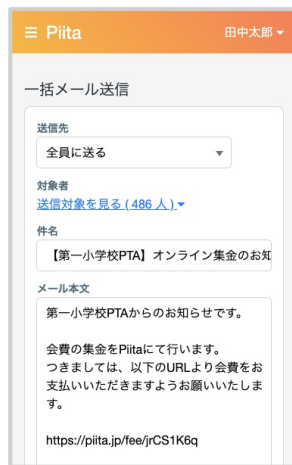 Piita
田中太郎
一括メール送信
送信先
全員に送る
対象者
送信対象を見る ( 486 人 )
件名
【第一小学校PTA】オンライン集金のお知
メール本文
第一小学校PTAからのお知らせです。
会費の集金をPiitaにて行います。
つきましては、以下のURLより会費をお
支払いいただきますようお願いいたしま
す。
https://piita.jp/fee/jrCS1K6q